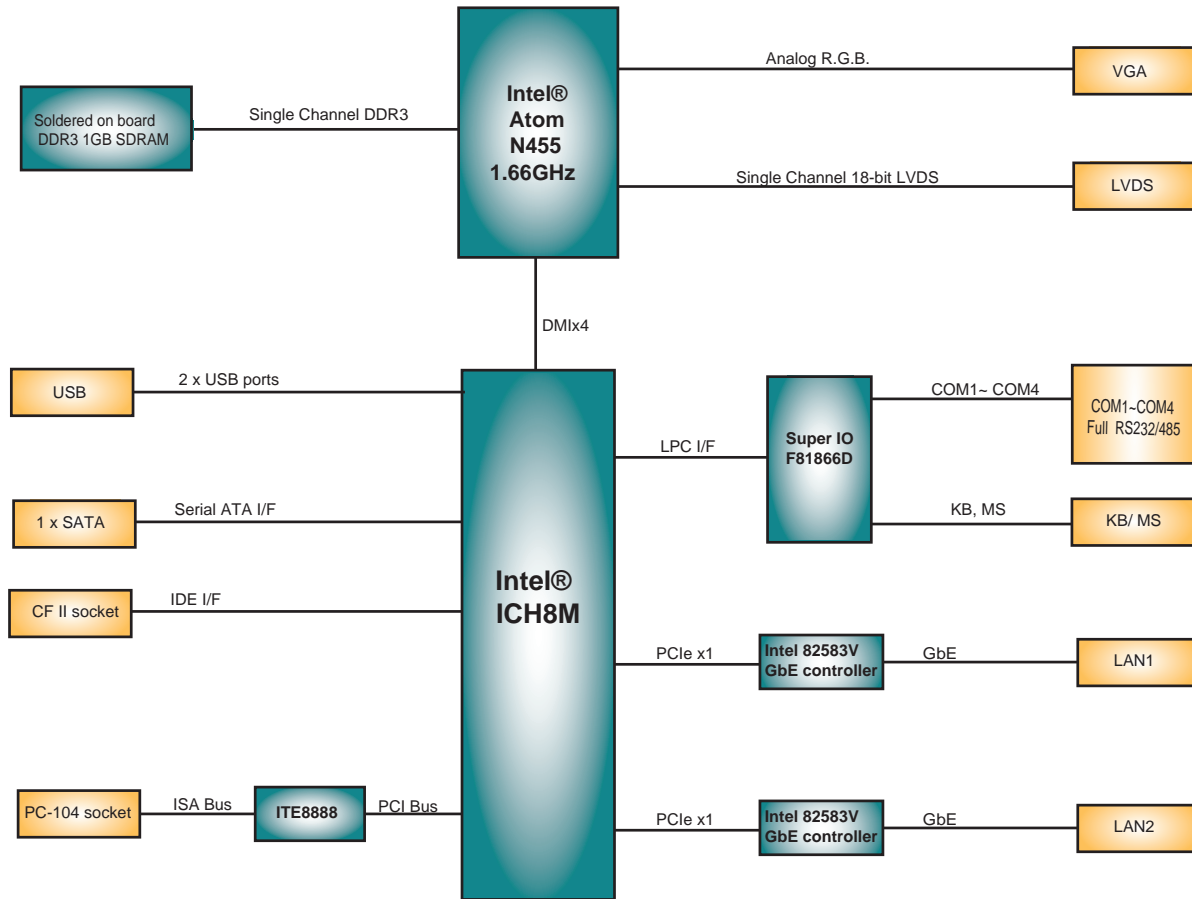 Analog R.G.B.
VGA
Intel®
Atom
N455
1.66GHz
Single Channel DDR3
Soldered on board
DDR3 1GB SDRAM
Single Channel 18-bit LVDS
LVDS
DMIx4
USB
2 x USB ports
COM1~ COM4
COM1~COM4
Full RS232/485
Super IO
F81866D
LPC I/F
1 x SATA
Serial ATA I/F
KB, MS
KB/ MS
Intel®
ICH8M
CF II socket
IDE I/F
PCIe x1
Intel 82583V
GbE controller
GbE
LAN1
PC-104 socket
ISA Bus
ITE8888
PCI Bus
PCIe x1
Intel 82583V
GbE controller
GbE
LAN2